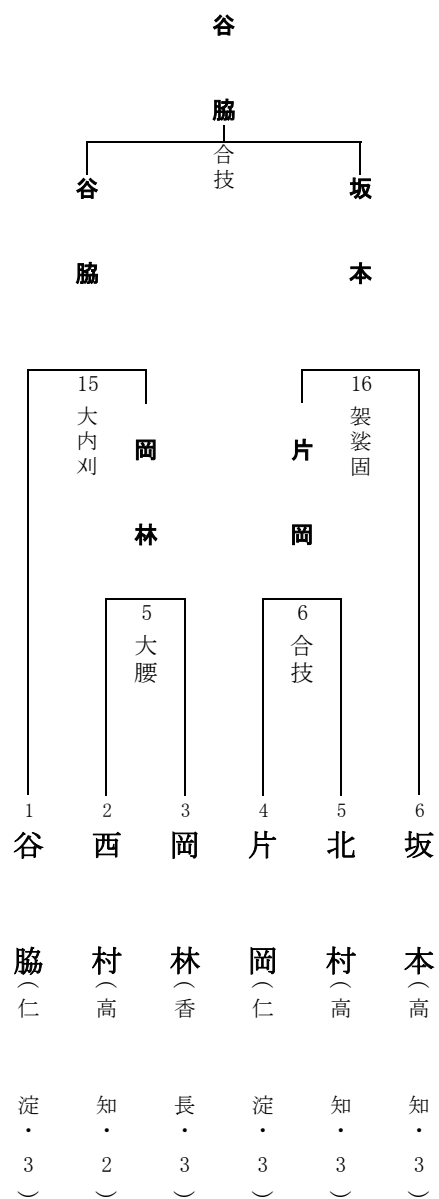 谷脇
合技
谷脇
坂本
15
大内刈
16
袈裟固
岡林
片岡
5
大腰
6
合技
1
谷脇（仁淀・3）
2
西村（高知・2）
3
岡林（香長・3）
4
片岡（仁淀・3）
5
北村（高知・3）
6
坂本（高知・3）